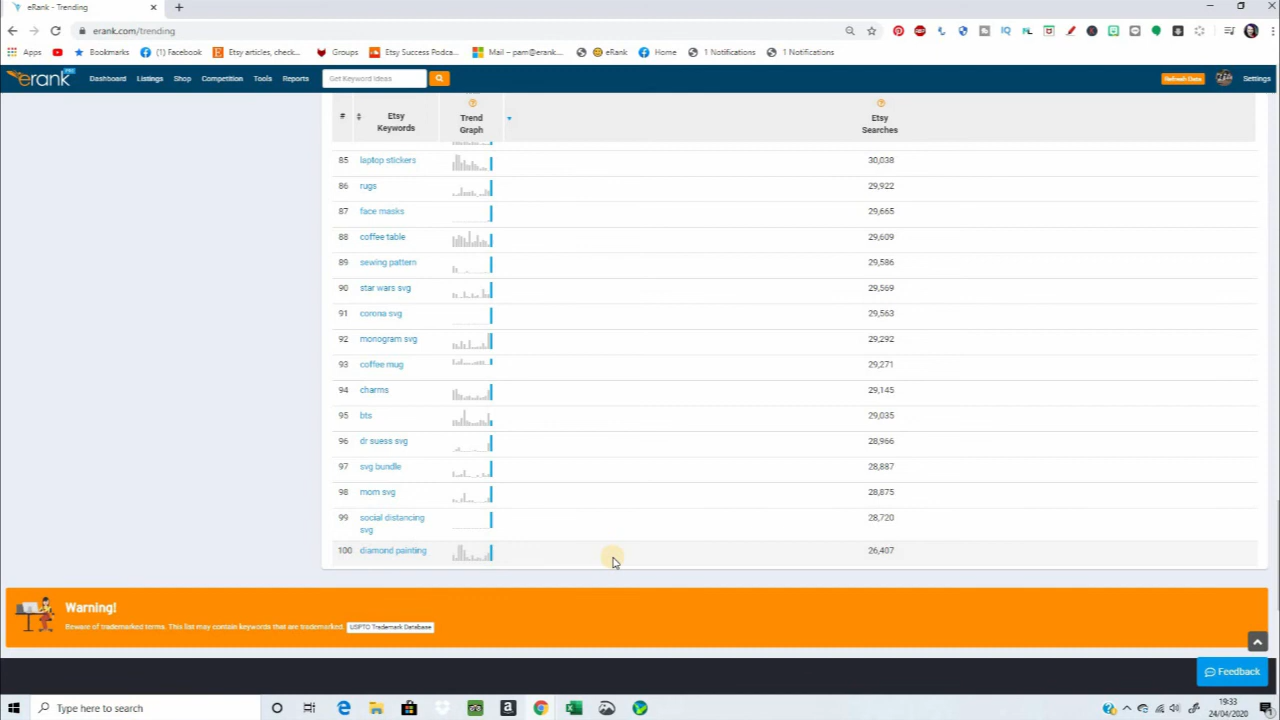 eRank - Trending
erank.com/trending
Apps
Bookmarks
(1) Facebook
Etsy articles, check...
Groups
Etsy Success Podca...
Mail – pam@erank....
eRank
Home
1 Notifications
1 Notifications
erank
Dashboard
Listings
Shop
Competition
Tools
Reports
Get Keyword Ideas
Refresh Data
Settings
# Etsy Keywords Trend Graph Etsy Searches
85 laptop stickers 30,038
86 rugs 29,922
87 face masks 29,665
88 coffee table 29,609
89 sewing pattern 29,586
90 star wars svg 29,569
91 corona svg 29,563
92 monogram svg 29,292
93 coffee mug 29,271
94 charms 29,145
95 bts 29,035
96 dr suess svg 28,966
97 svg bundle 28,887
98 mom svg 28,875
99 social distancing svg 28,720
100 diamond painting 26,407
Warning!
Beware of trademarked terms. This list may contain keywords that are trademarked. USPTO Trademark Database
Feedback
Type here to search
19:33
24/04/2020